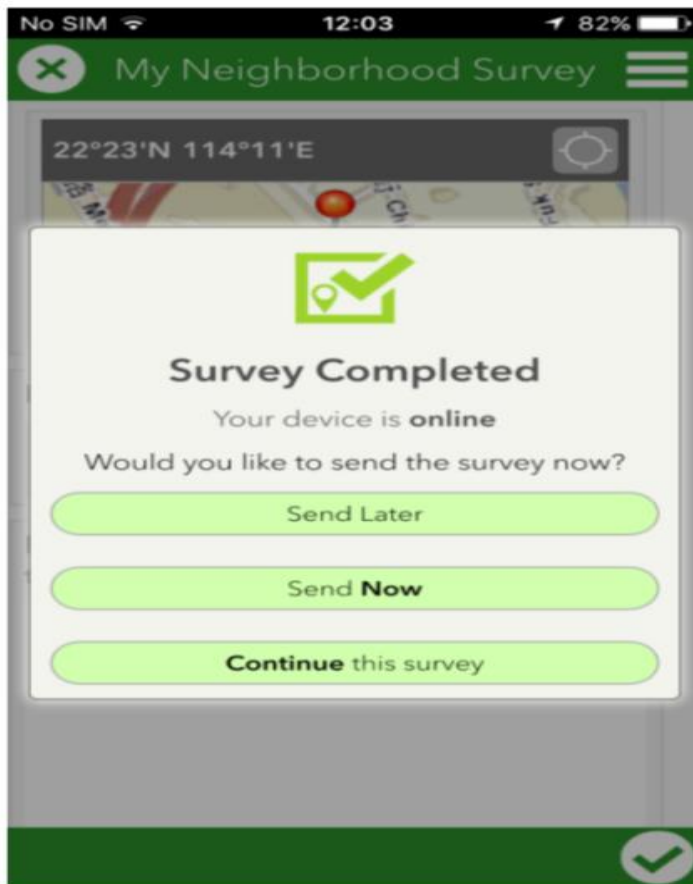 No SIM 12:03 82%
My Neighborhood Survey
22°23'N 114°11'E
Survey Completed
Your device is online
Would you like to send the survey now?
Send Later
Send Now
Continue this survey